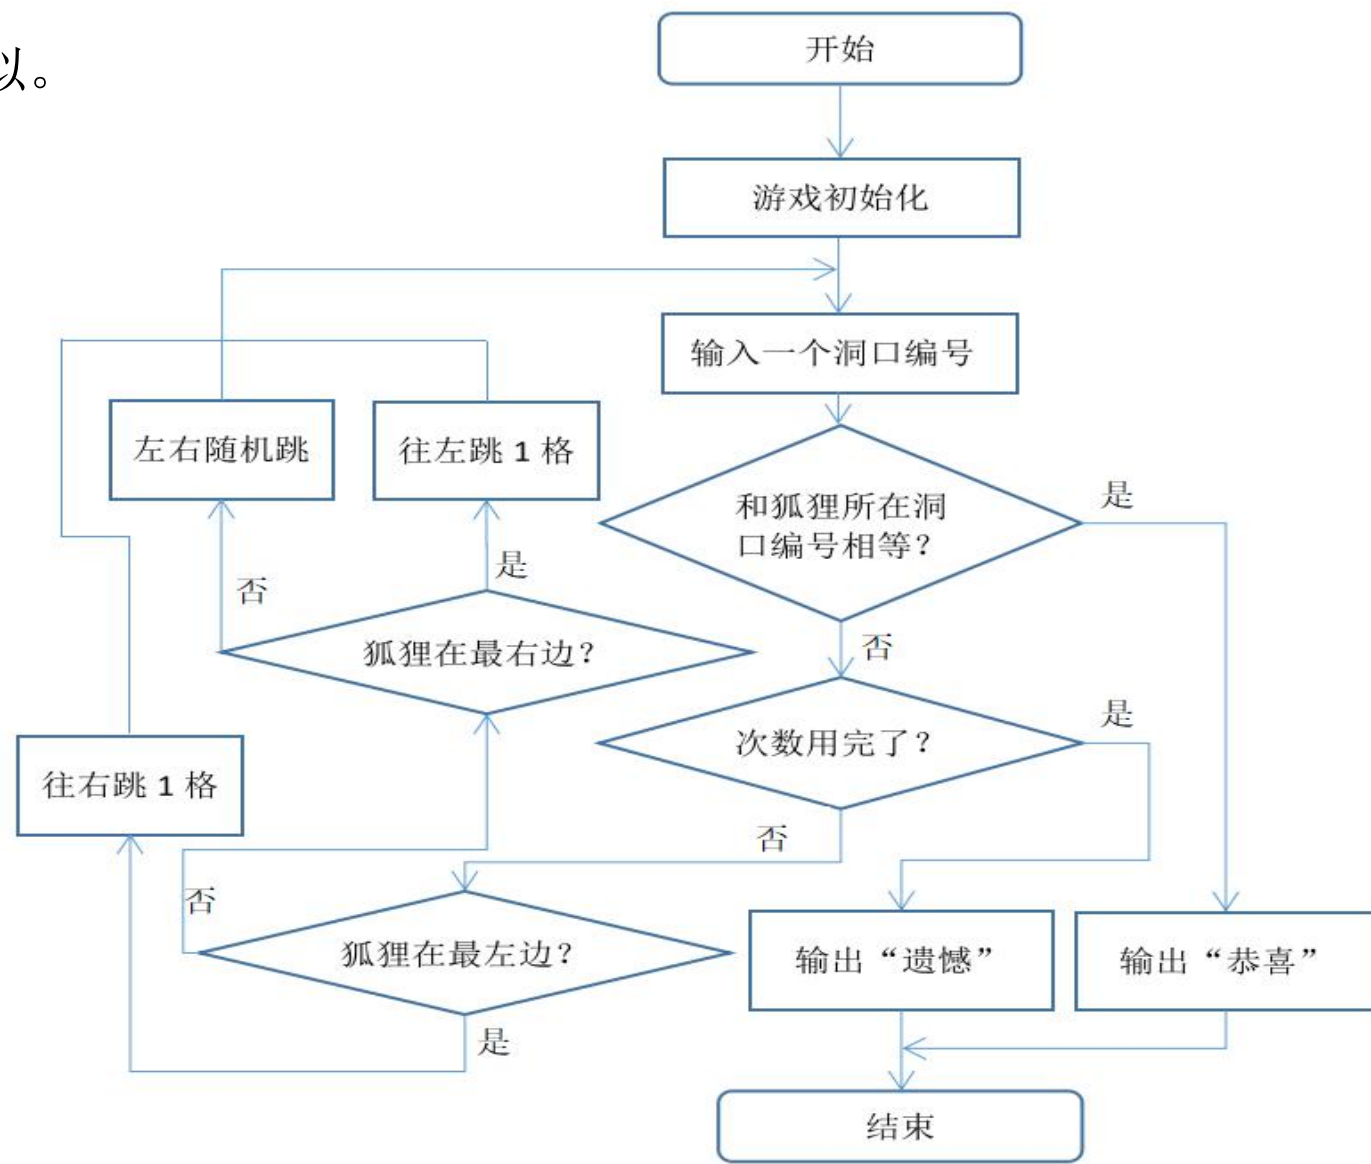 以。
开始
游戏初始化
输入一个洞口编号
左右随机跳
往左跳 1 格
和狐狸所在洞
口编号相等？
是
否
是
否
狐狸在最右边？
次数用完了？
是
往右跳 1 格
否
否
狐狸在最左边？
输出“遗憾”
输出“恭喜”
是
结束